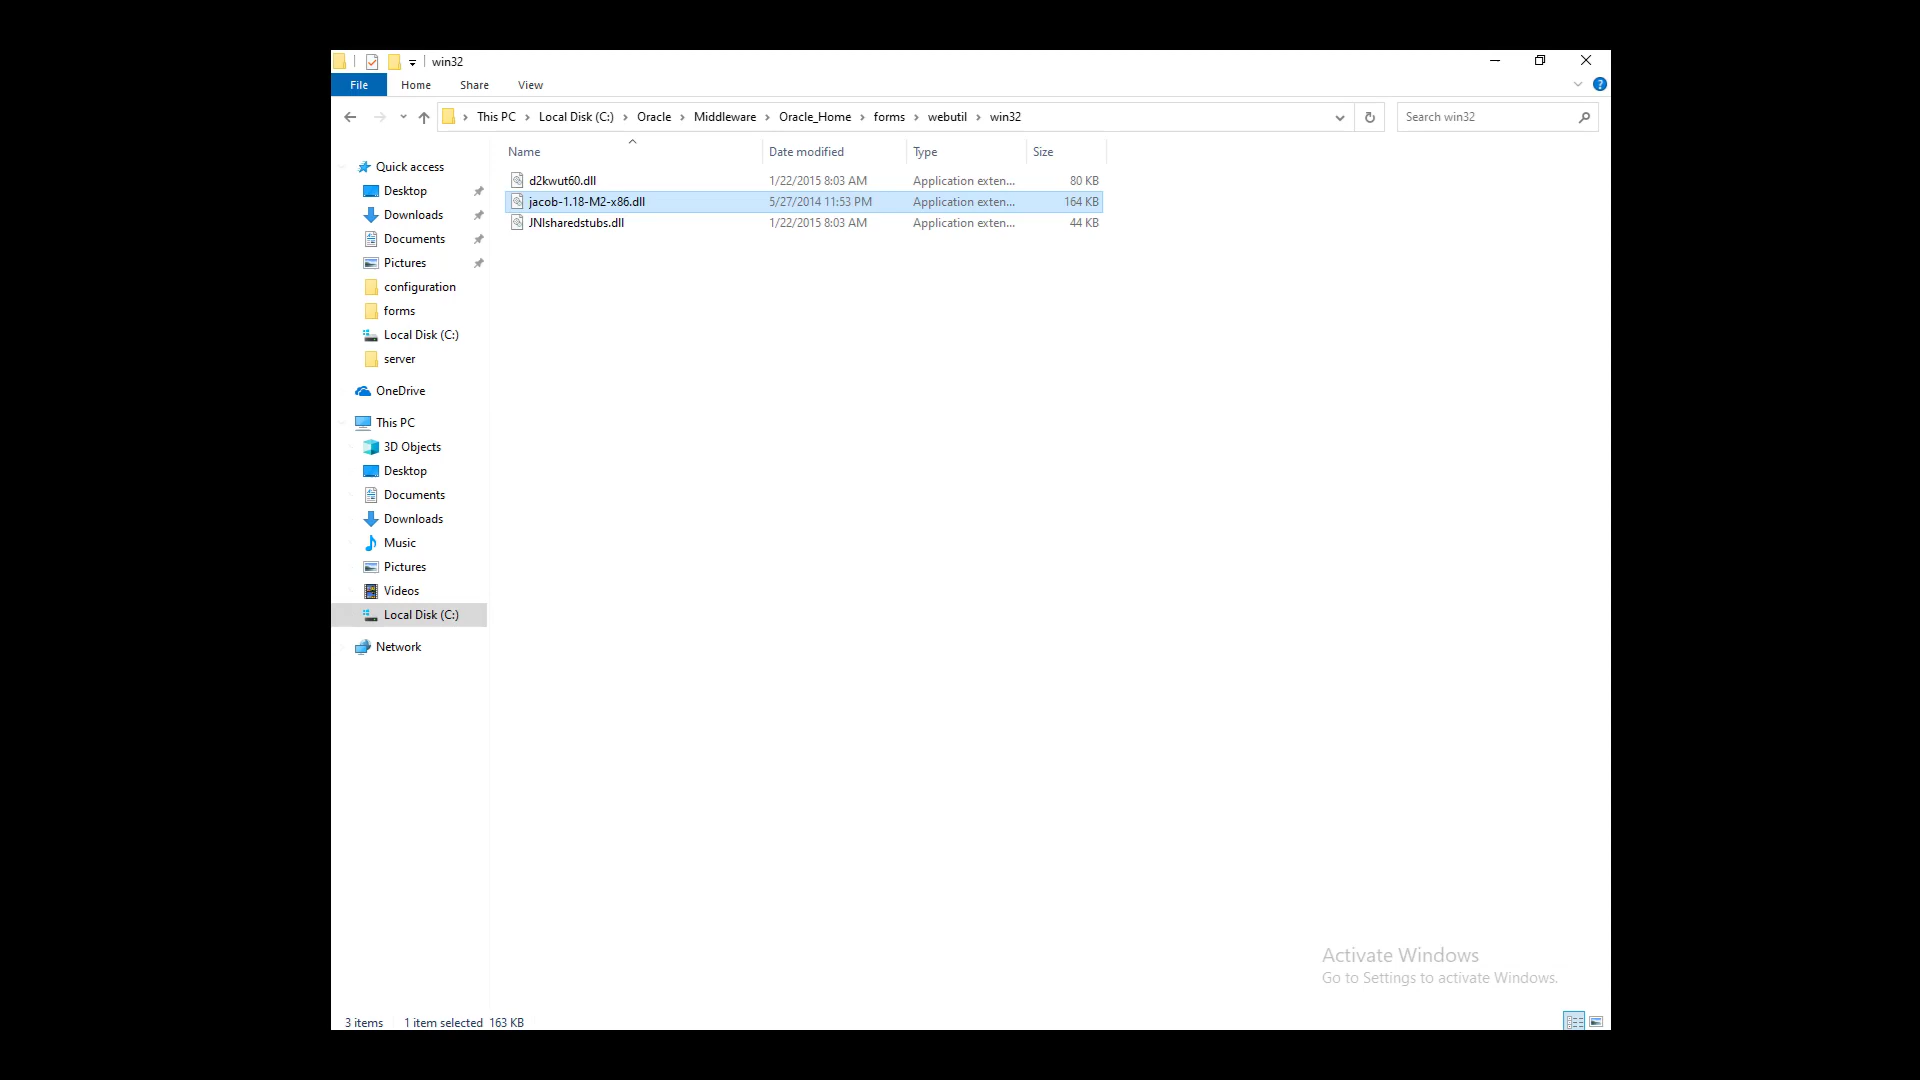 win32
File Home Share View
This PC Local Disk (C:) Oracle Middleware Oracle_Home forms webutil win32 Search win32
Name Date modified Type Size
Quick access
Desktop
Downloads
Documents
Pictures
configuration
forms
Local Disk (C:)
server
OneDrive
This PC
3D Objects
Desktop
Documents
Downloads
Music
Pictures
Videos
Local Disk (C:)
Network
d2kwut60.dll 1/22/2015 8:03 AM Application exten... 80 KB
jacob-1.18-M2-x86.dll 5/27/2014 11:53 PM Application exten... 164 KB
JNIsharedstubs.dll 1/22/2015 8:03 AM Application exten... 44 KB
Activate Windows
Go to Settings to activate Windows.
3 items 1 item selected 163 KB